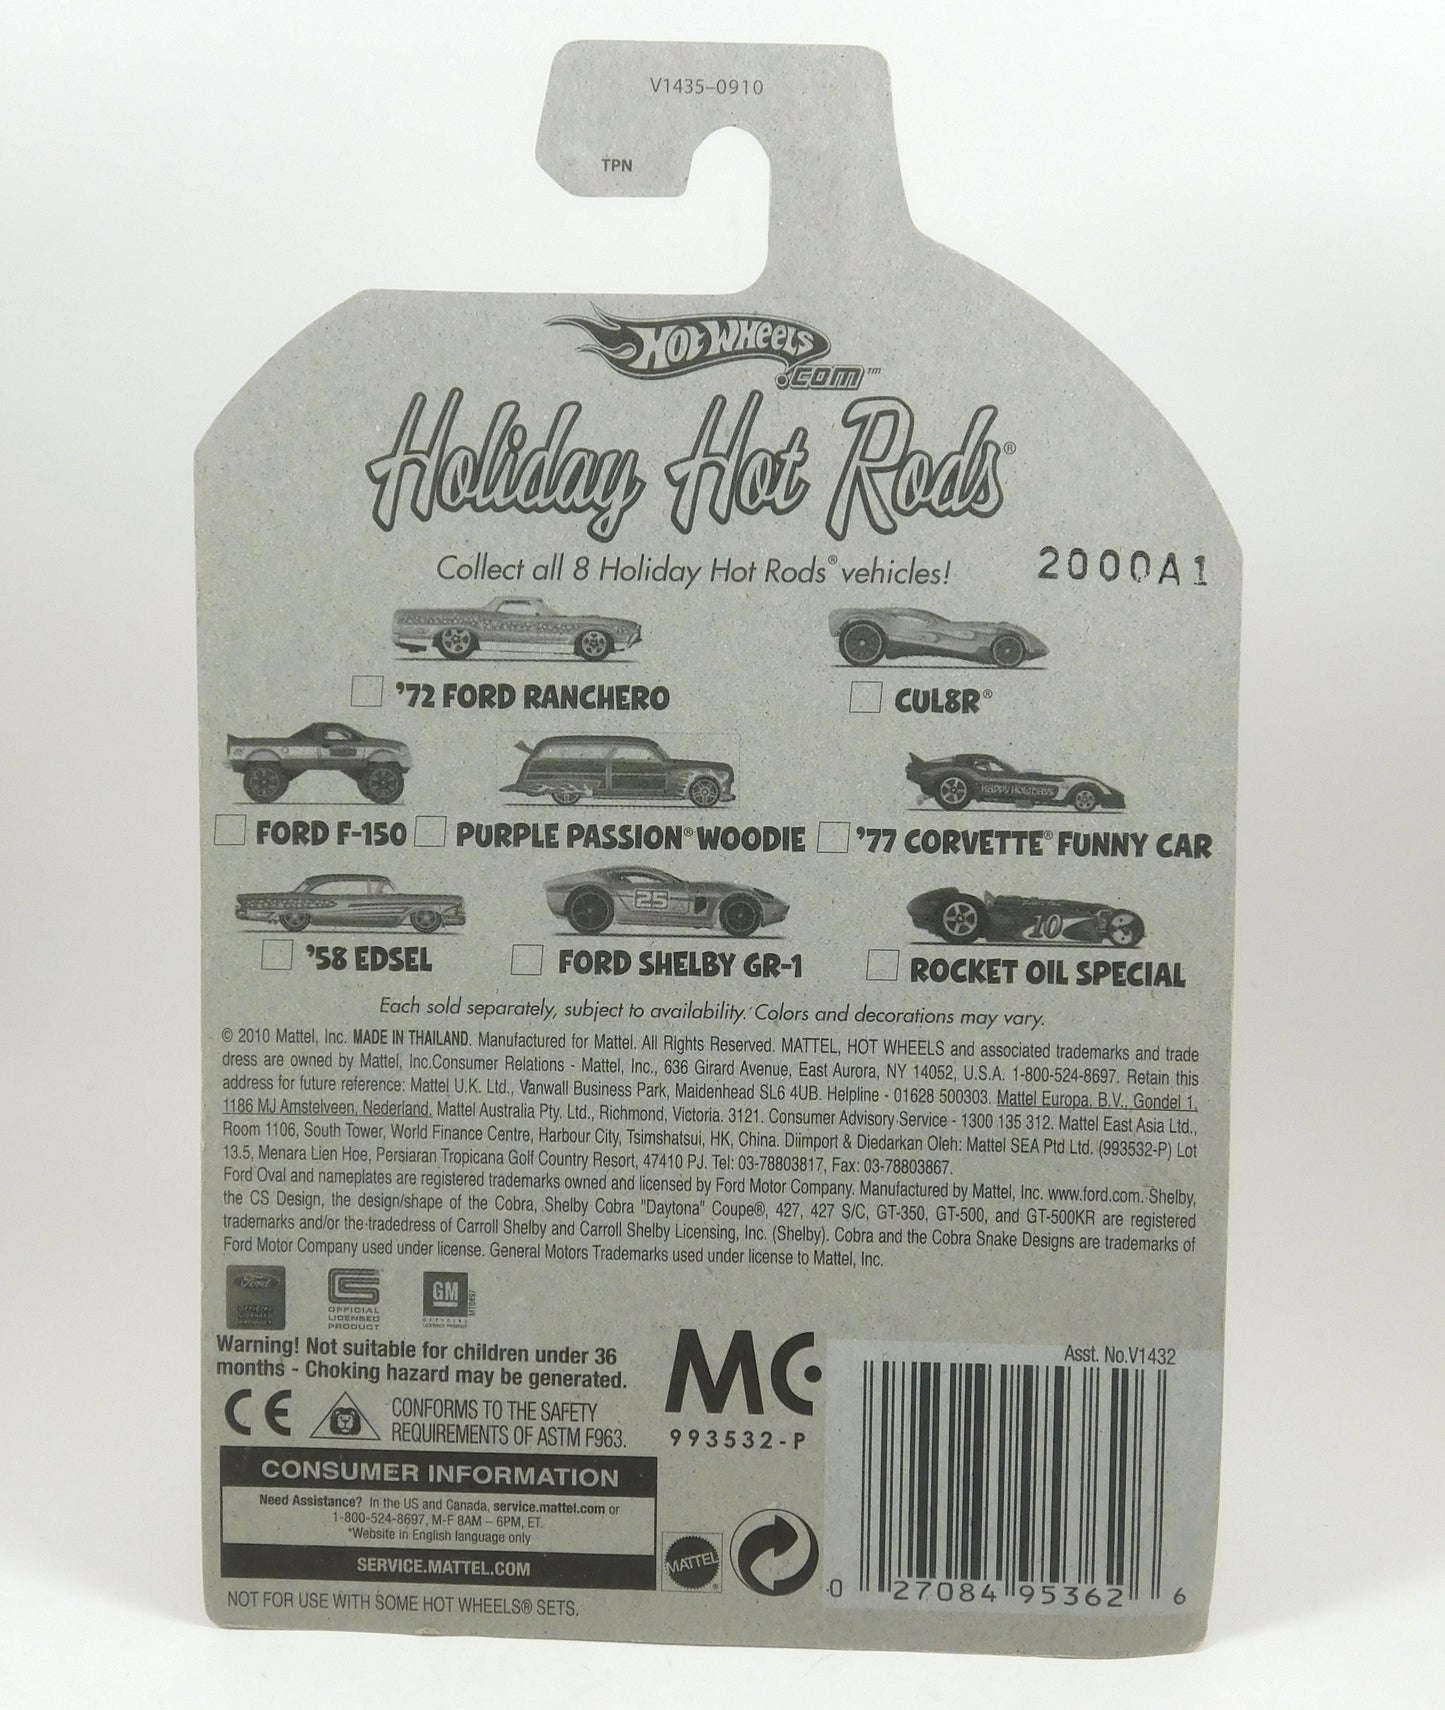 V1435-0910
TPN
HOT WHEELS
.COM™
Holiday Hot Rods®
Collect all 8 Holiday Hot Rods® vehicles!
2000A1
'72 FORD RANCHERO
CUL8R®
HAPPY HOLIDAYS
FORD F-150
PURPLE PASSION® WOODIE
'77 CORVETTE® FUNNY CAR
25
10
'58 EDSEL
FORD SHELBY GR-1
ROCKET OIL SPECIAL
Each sold separately, subject to availability. Colors and decorations may vary.
© 2010 Mattel, Inc. MADE IN THAILAND. Manufactured for Mattel. All Rights Reserved. MATTEL, HOT WHEELS and associated trademarks and trade
dress are owned by Mattel, Inc.Consumer Relations - Mattel, Inc., 636 Girard Avenue, East Aurora, NY 14052, U.S.A. 1-800-524-8697. Retain this
address for future reference: Mattel U.K. Ltd., Vanwall Business Park, Maidenhead SL6 4UB. Helpline - 01628 500303. Mattel Europa, B.V., Gondel 1,
1186 MJ Amstelveen, Nederland. Mattel Australia Pty. Ltd., Richmond, Victoria. 3121. Consumer Advisory Service - 1300 135 312. Mattel East Asia Ltd.,
Room 1106, South Tower, World Finance Centre, Harbour City, Tsimshatsui, HK, China. Diimport & Diedarkan Oleh: Mattel SEA Ptd Ltd. (993532-P) Lot
13.5, Menara Lien Hoe, Persiaran Tropicana Golf Country Resort, 47410 PJ. Tel: 03-78803817, Fax: 03-78803867.
Ford Oval and nameplates are registered trademarks owned and licensed by Ford Motor Company. Manufactured by Mattel, Inc. www.ford.com. Shelby,
the CS Design, the design/shape of the Cobra, Shelby Cobra "Daytona" Coupe®, 427, 427 S/C, GT-350, GT-500, and GT-500KR are registered
trademarks and/or the tradedress of Carroll Shelby and Carroll Shelby Licensing, Inc. (Shelby). Cobra and the Cobra Snake Designs are trademarks of
Ford Motor Company used under license. General Motors Trademarks used under license to Mattel, Inc.
Ford
OFFICIAL
LICENSED
PRODUCT
OFFICIAL
LICENSED
PRODUCT
GM
OFFICIAL
LICENSED PRODUCT
Warning! Not suitable for children under 36
months - Choking hazard may be generated.
CE
CONFORMS TO THE SAFETY
REQUIREMENTS OF ASTM F963.
MC
993532-P
Asst. No.V1432
CONSUMER INFORMATION
Need Assistance? In the US and Canada, service.mattel.com or
1-800-524-8697, M-F 8AM – 6PM, ET.
*Website in English language only
SERVICE.MATTEL.COM
MATTEL®
NOT FOR USE WITH SOME HOT WHEELS® SETS.
0 27084 95362 6